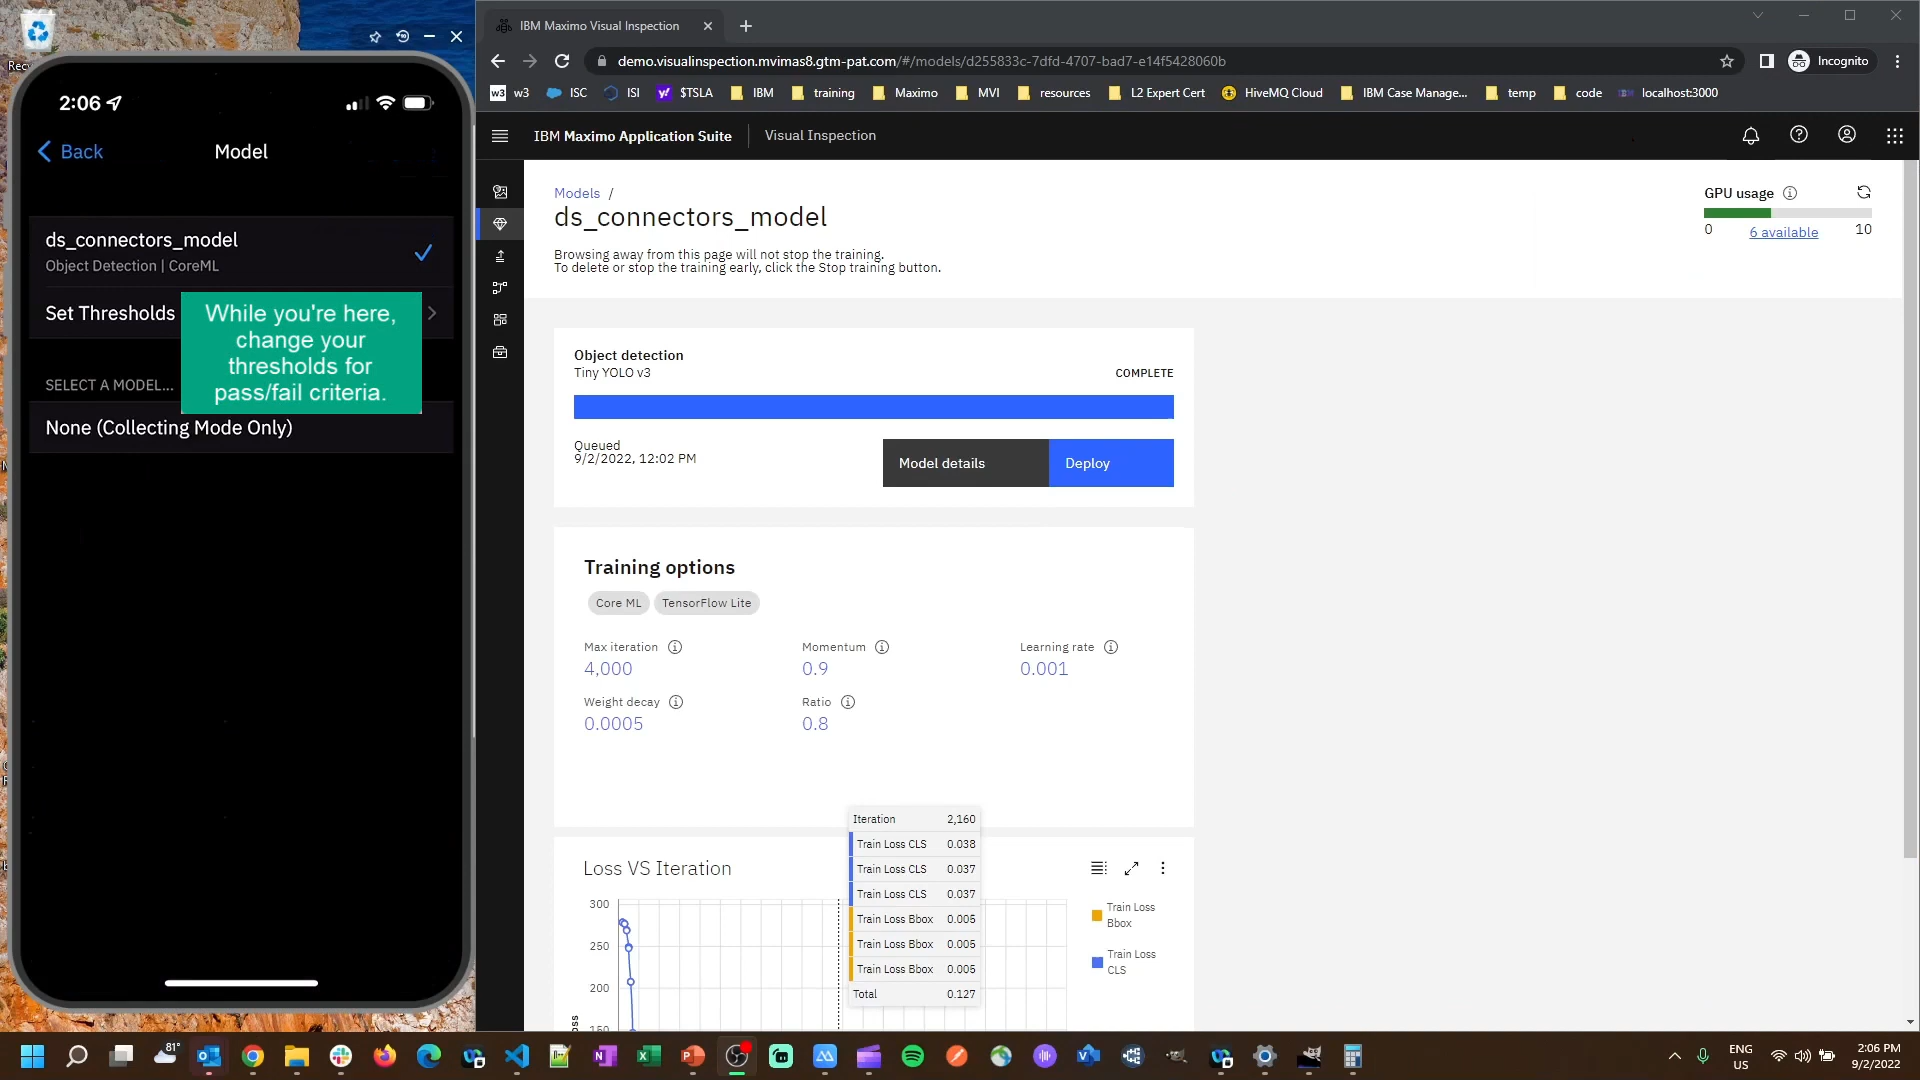 Recy
2:06
Back
Model
ds_connectors_model
Object Detection | CoreML
Set Thresholds
While you're here,
change your
thresholds for
pass/fail criteria.
SELECT A MODEL...
None (Collecting Mode Only)
IBM Maximo Visual Inspection
demo.visualinspection.mvimas8.gtm-pat.com/#/models/d255833c-7dfd-4707-bad7-e14f5428060b
Incognito
w3 w3 ISC ISI $TSLA IBM training Maximo MVI resources L2 Expert Cert HiveMQ Cloud IBM Case Manage... temp code localhost:3000
IBM Maximo Application Suite Visual Inspection
Models /
ds_connectors_model
Browsing away from this page will not stop the training.
To delete or stop the training early, click the Stop training button.
GPU usage
0 6 available 10
Object detection
Tiny YOLO v3
COMPLETE
Queued
9/2/2022, 12:02 PM
Model details Deploy
Training options
Core ML TensorFlow Lite
Max iteration Momentum Learning rate
4,000 0.9 0.001
Weight decay Ratio
0.0005 0.8
Loss VS Iteration
Iteration 2,160
Train Loss CLS 0.038
Train Loss CLS 0.037
Train Loss CLS 0.037
Train Loss Bbox 0.005
Train Loss Bbox 0.005
Train Loss Bbox 0.005
Total 0.127
300
250
200
150
Train Loss
Bbox
Train Loss
CLS
81°
ENG
US
2:06 PM
9/2/2022